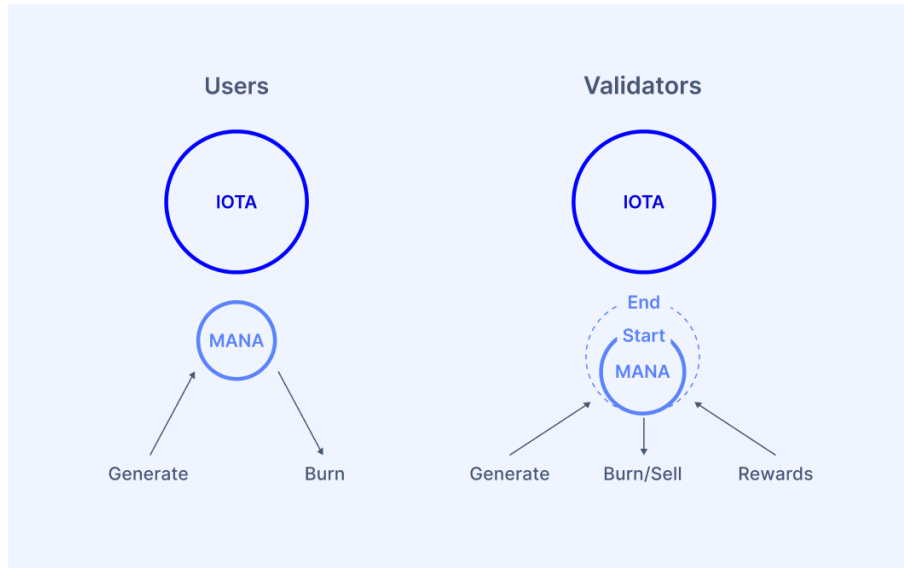 Users
Validators
IOTA
IOTA
End
Start
MANA
MANA
Generate
Burn
Generate
Burn/Sell
Rewards